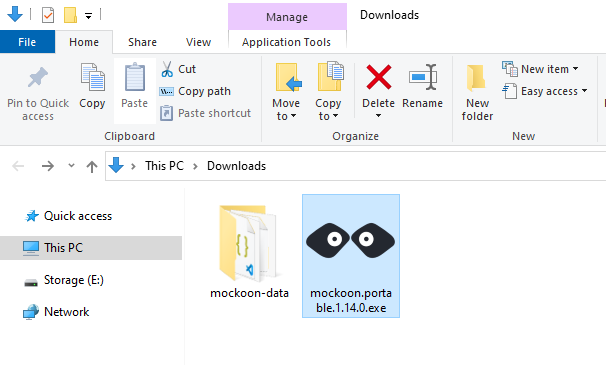 Manage
Downloads
File
Home
Share
View
Application Tools
Pin to Quick
access
Copy
Paste
Cut
Copy path
Paste shortcut
Clipboard
Move
to
Copy
to
Delete
Rename
Organize
New
folder
New item
Easy access
New
This PC
Downloads
Quick access
This PC
Storage (E:)
Network
mockoon-data
mockoon.porta
ble.1.14.0.exe